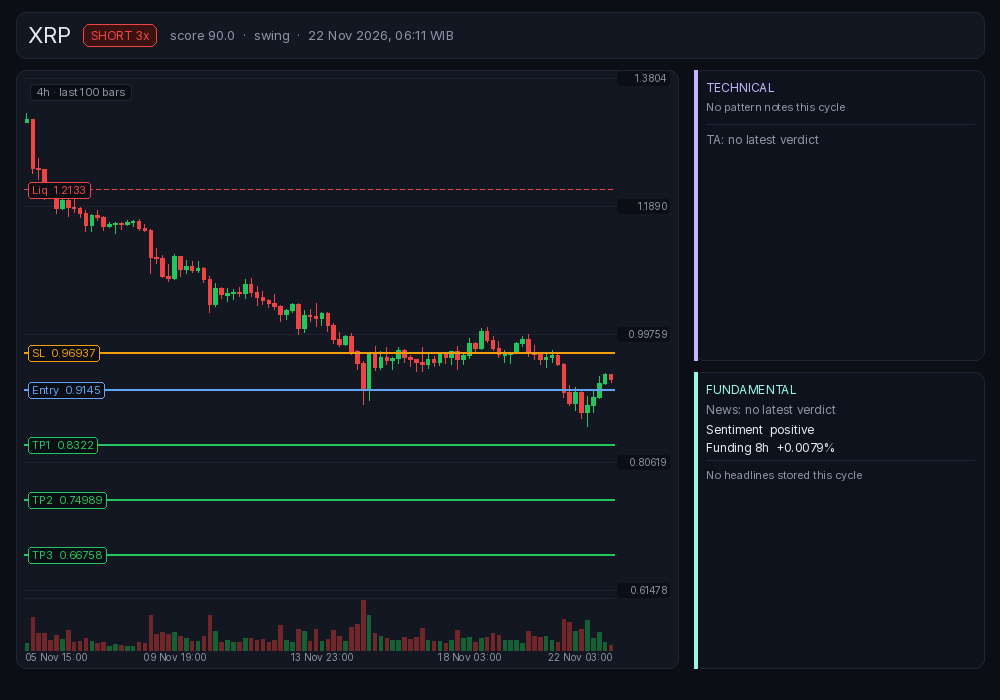 XRP SHORT 3x score 90.0 · swing · 22 Nov 2026, 06:11 WIB
4h · last 100 bars
1.3804
Liq 1.2133
1.1890
0.99759
SL 0.96937
Entry 0.9145
TP1 0.8322
0.80619
TP2 0.74989
TP3 0.66758
0.61478
05 Nov 15:00 09 Nov 19:00 13 Nov 23:00 18 Nov 03:00 22 Nov 03:00
TECHNICAL
No pattern notes this cycle
TA: no latest verdict
FUNDAMENTAL
News: no latest verdict
Sentiment positive
Funding 8h +0.0079%
No headlines stored this cycle